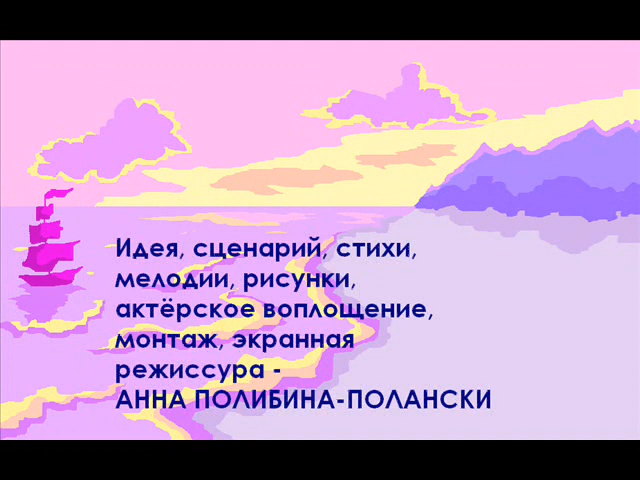 Идея, сценарий, стихи,
мелодии, рисунки,
актёрское воплощение,
монтаж, экранная
режиссура -
АННА ПОЛИБИНА-ПОЛАНСКИ